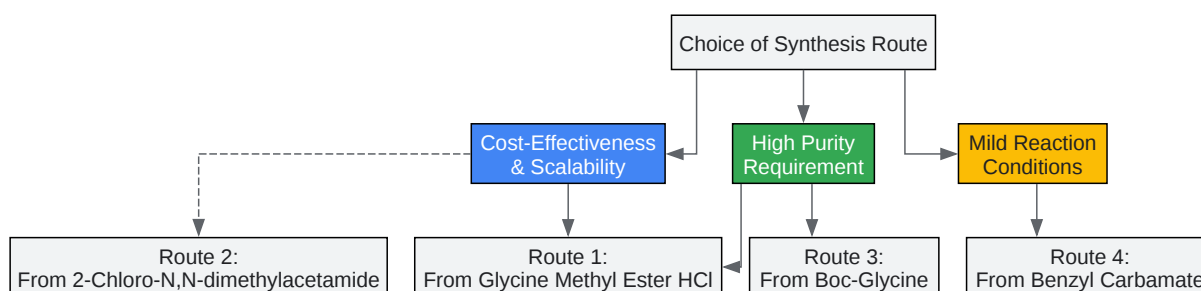 Choice of Synthesis Route
Cost-Effectiveness
& Scalability
High Purity
Requirement
Mild Reaction
Conditions
Route 2:
From 2-Chloro-N,N-dimethylacetamide
Route 1:
From Glycine Methyl Ester HCl
Route 3:
From Boc-Glycine
Route 4:
From Benzyl Carbamate